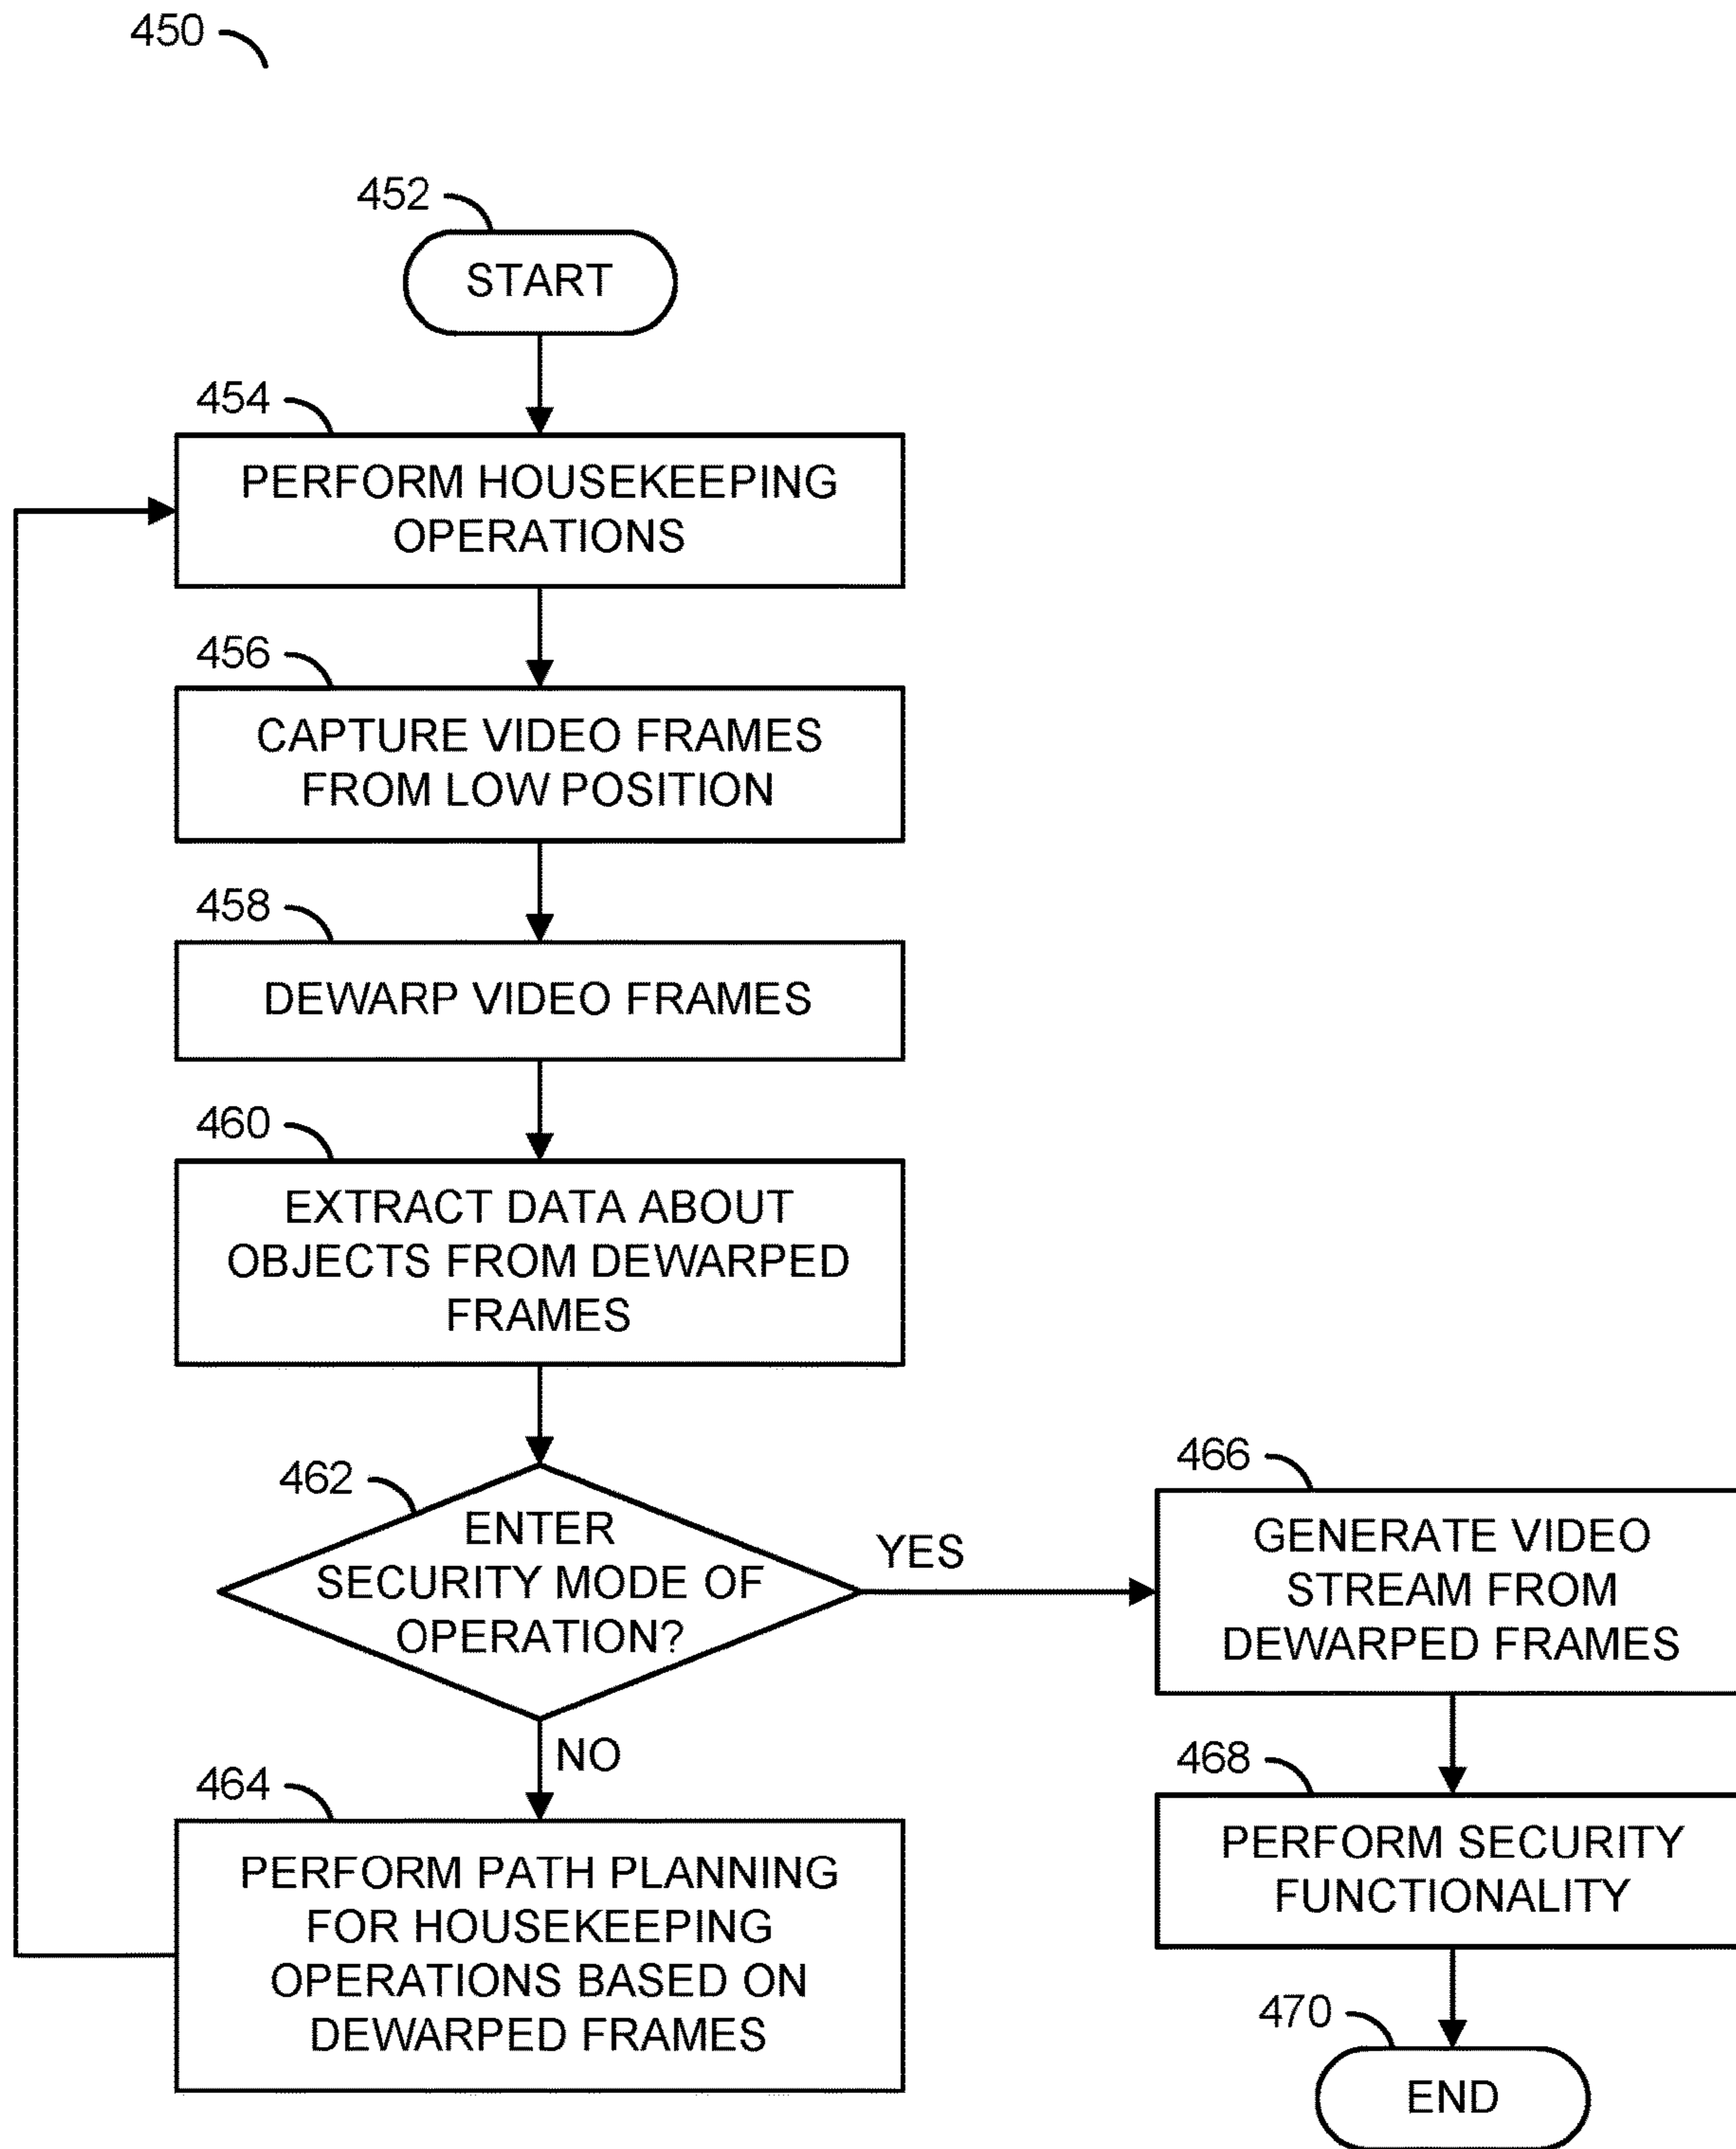 450
452
START
454
PERFORM HOUSEKEEPING
OPERATIONS
456
CAPTURE VIDEO FRAMES
FROM LOW POSITION
458
DEWARP VIDEO FRAMES
460
EXTRACT DATA ABOUT
OBJECTS FROM DEWARPED
FRAMES
462
ENTER
SECURITY MODE OF
OPERATION?
YES
NO
464
PERFORM PATH PLANNING
FOR HOUSEKEEPING
OPERATIONS BASED ON
DEWARPED FRAMES
466
GENERATE VIDEO
STREAM FROM
DEWARPED FRAMES
468
PERFORM SECURITY
FUNCTIONALITY
470
END